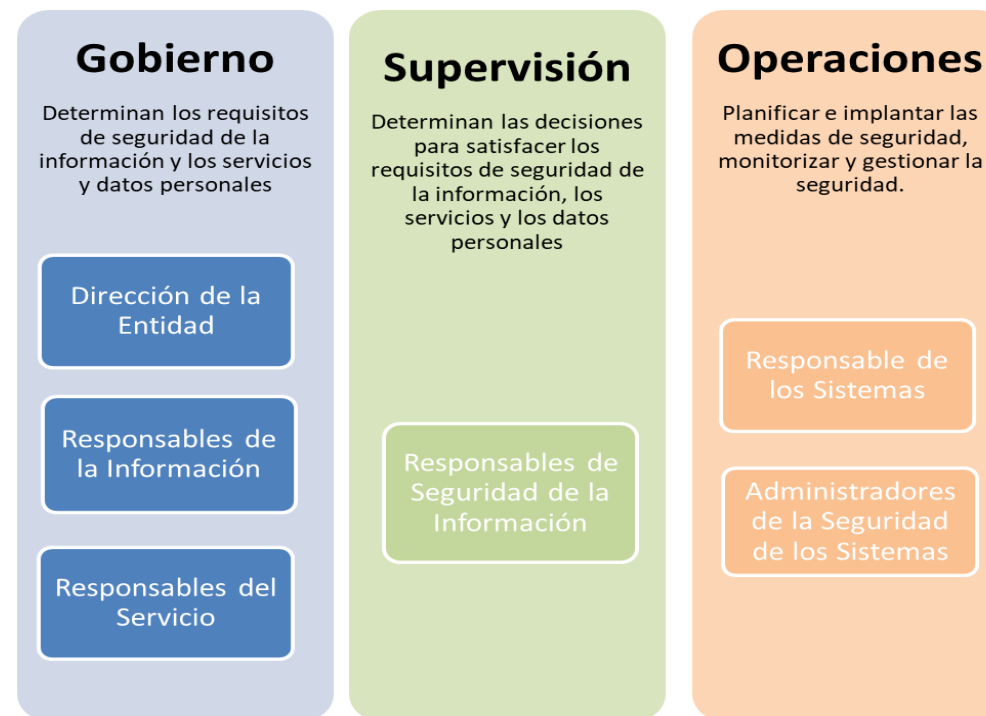 Gobierno
Determinan los requisitos
de seguridad de la
información y los servicios
y datos personales
Dirección de la
Entidad
Responsables de
la Información
Responsables del
Servicio
Supervisión
Determinan las decisiones
para satisfacer los
requisitos de seguridad de
la información, los
servicios y los datos
personales
Responsables de
Seguridad de la
Información
Operaciones
Planificar e implantar las
medidas de seguridad,
monitorizar y gestionar la
seguridad.
Responsable de
los Sistemas
Administradores
de la Seguridad
de los Sistemas